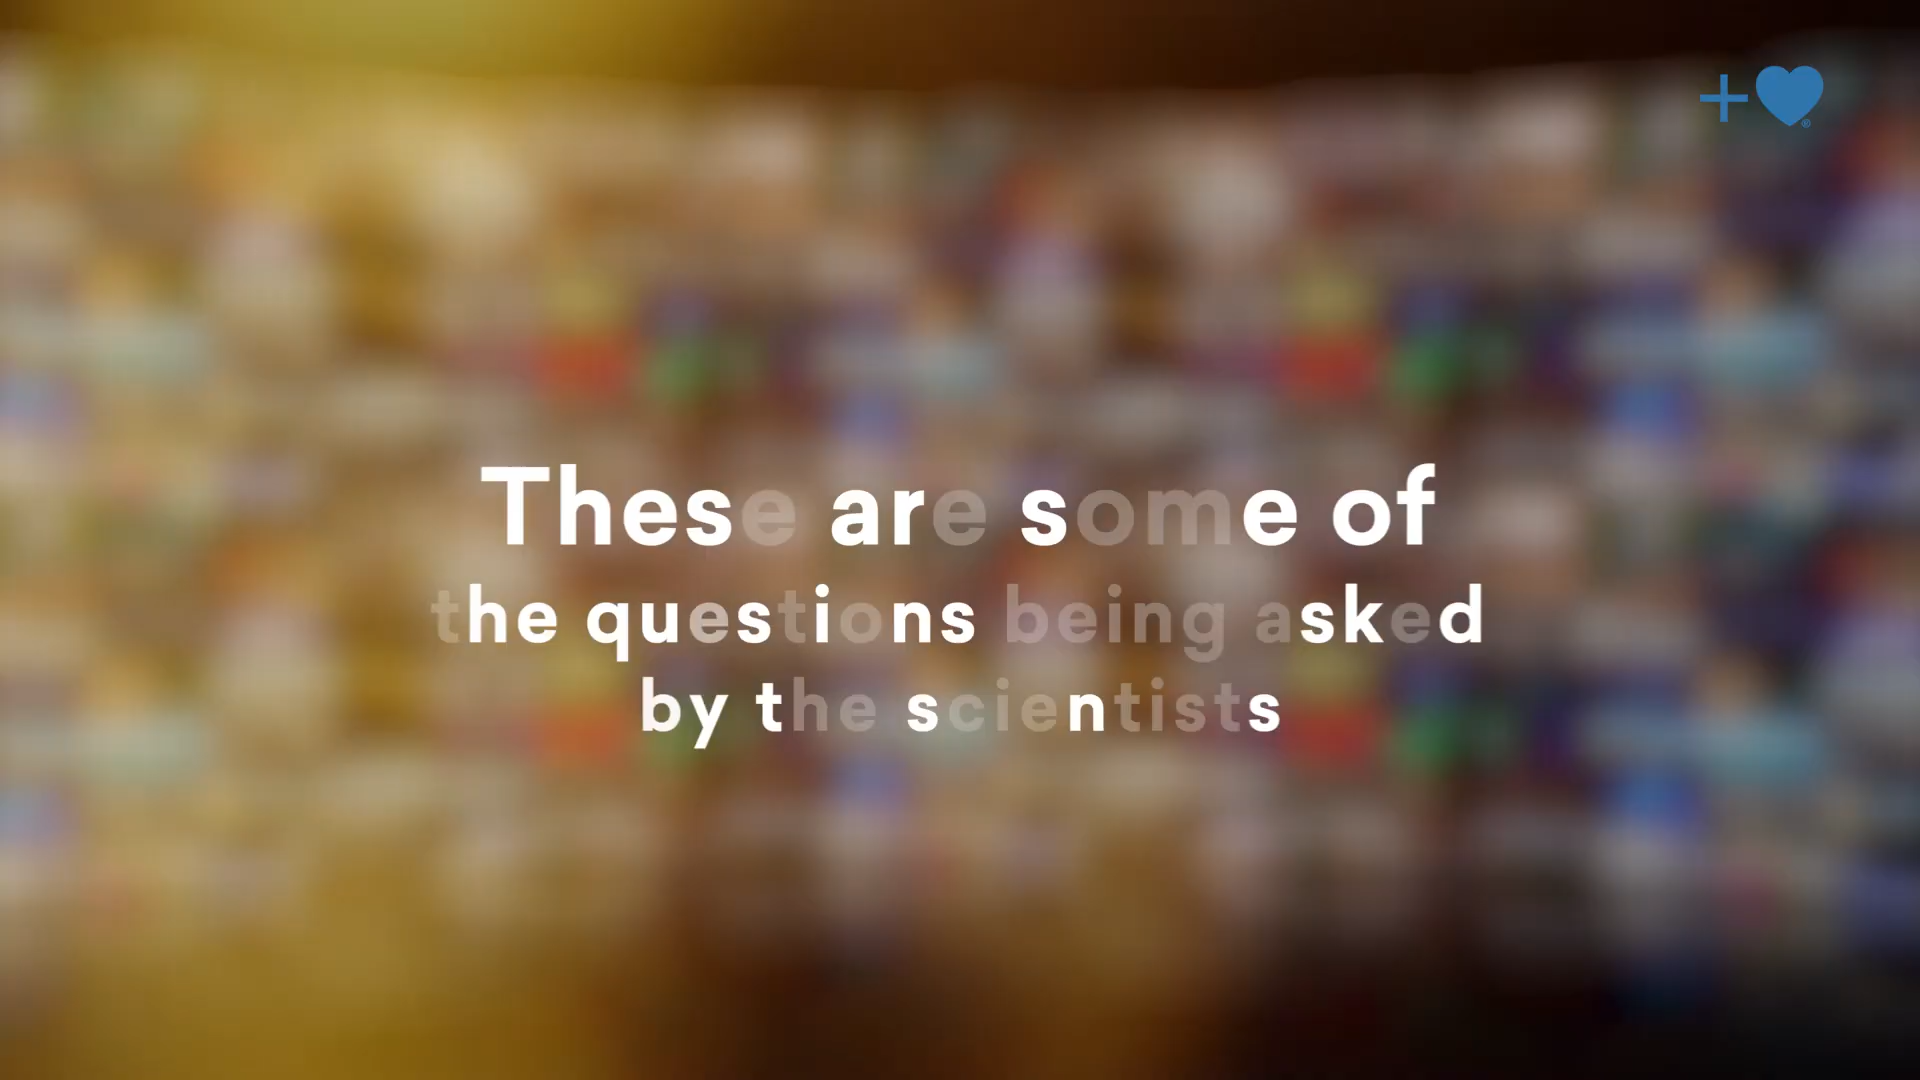 These are some of
the questions being asked
by the scientists